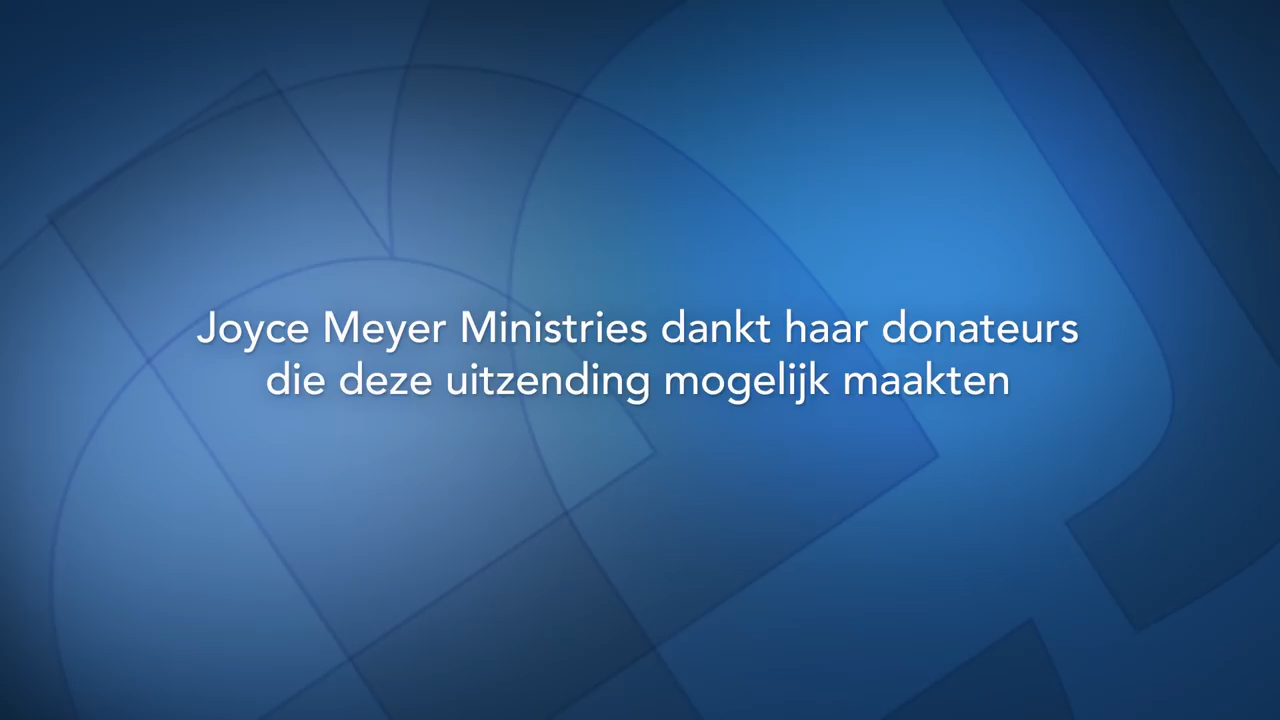 Joyce Meyer Ministries dankt haar donateurs
die deze uitzending mogelijk maakten